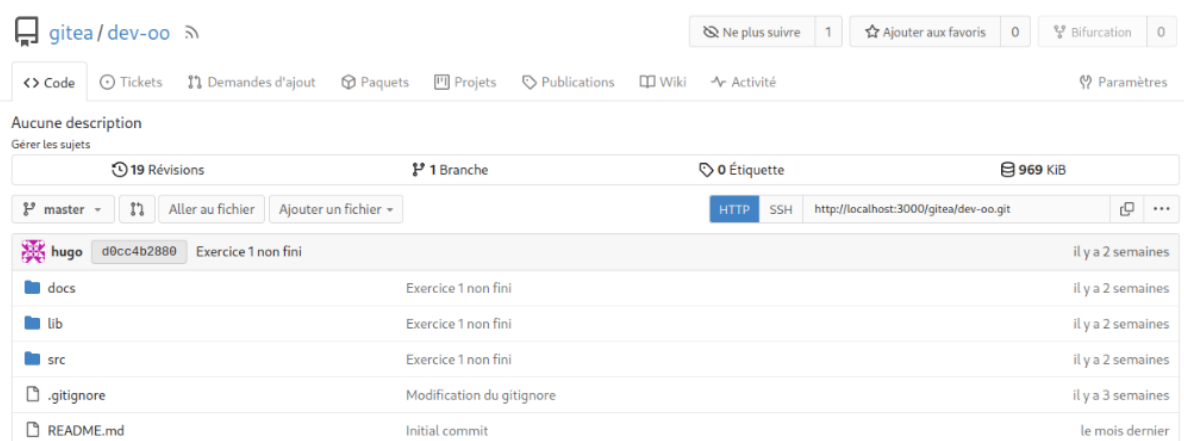 gitea / dev-oo Ne plus suivre 1 Ajouter aux favoris 0 Bifurcation 0
Code Tickets Demandes d'ajout Paquets Projets Publications Wiki Activité Paramètres
Aucune description
Gérer les sujets
19 Révisions 1 Branche 0 Étiquette 969 KiB
master Aller au fichier Ajouter un fichier HTTP SSH http://localhost:3000/gitea/dev-oo.git
hugo d0cc4b2880 Exercice 1 non fini il y a 2 semaines
docs Exercice 1 non fini il y a 2 semaines
lib Exercice 1 non fini il y a 2 semaines
src Exercice 1 non fini il y a 2 semaines
.gitignore Modification du gitignore il y a 3 semaines
README.md Initial commit le mois dernier